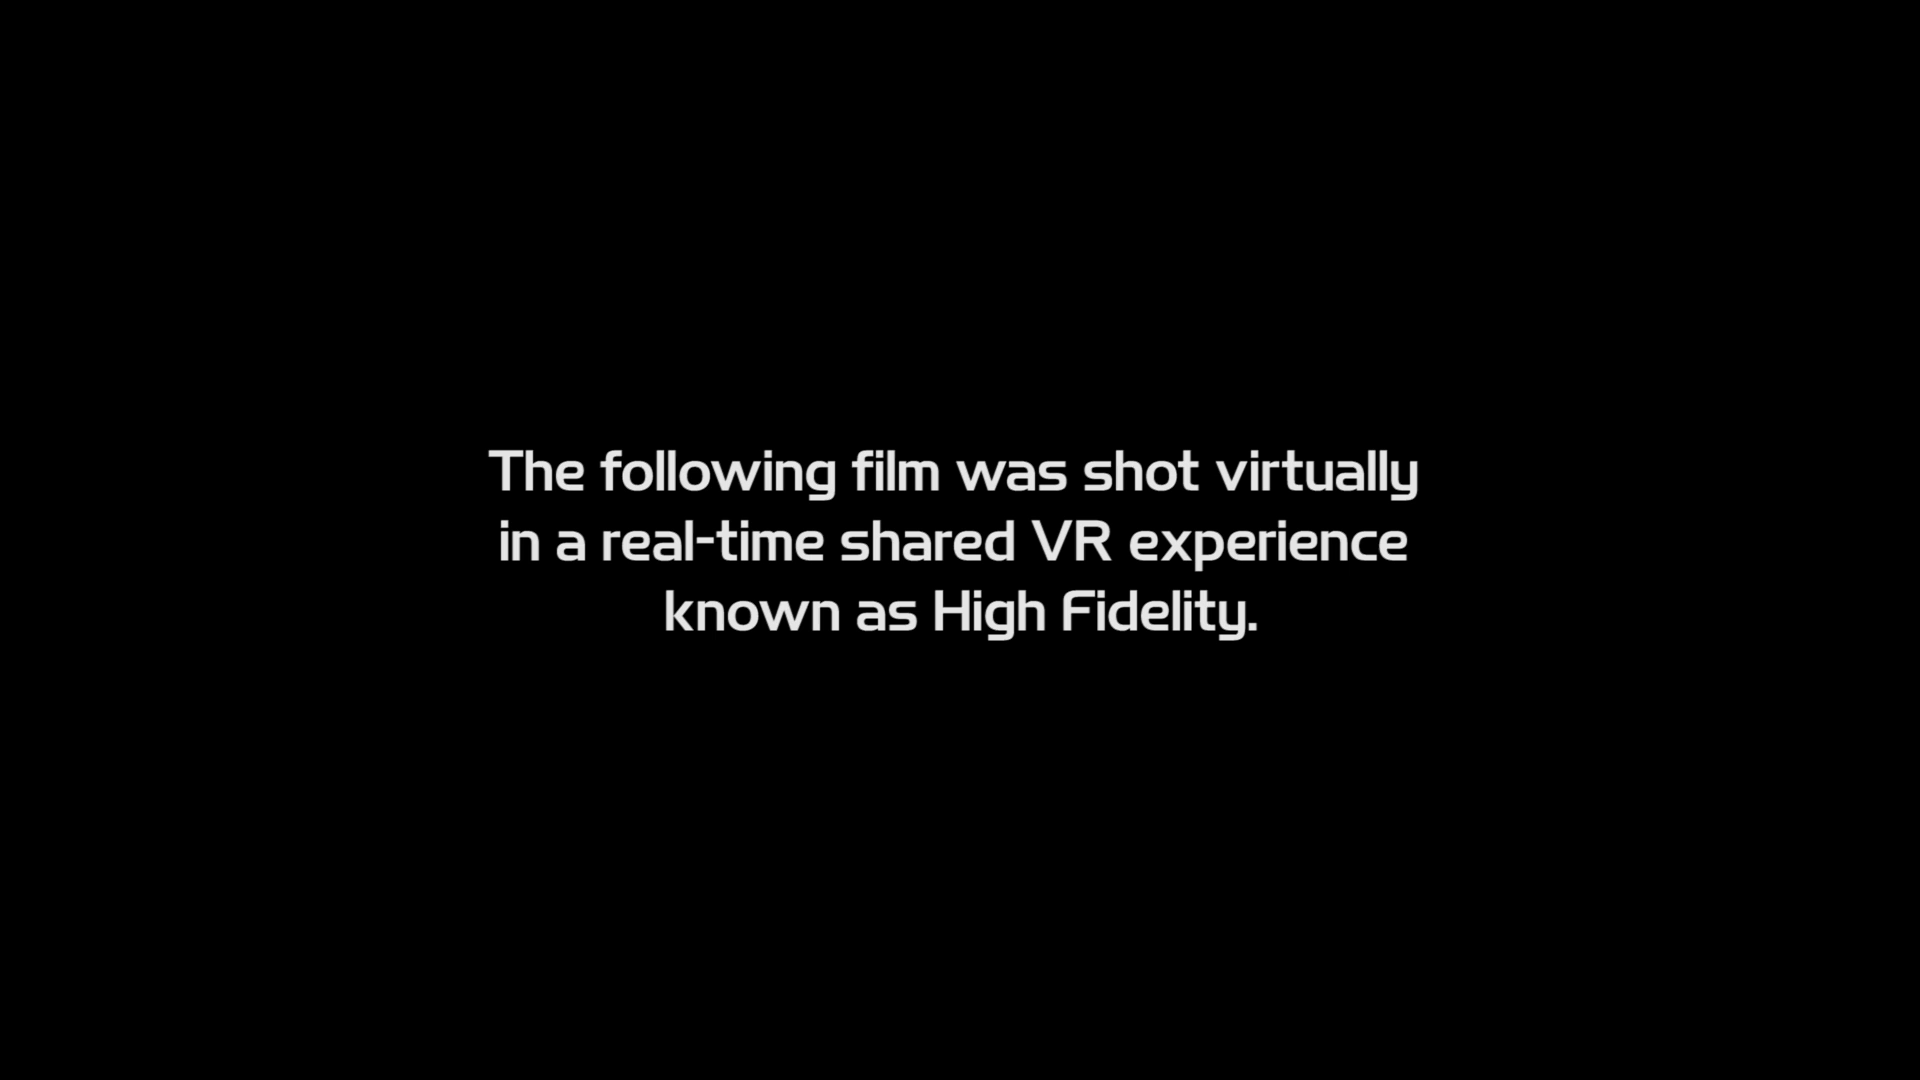 The following film was shot virtually
in a real-time shared VR experience
known as High Fidelity.